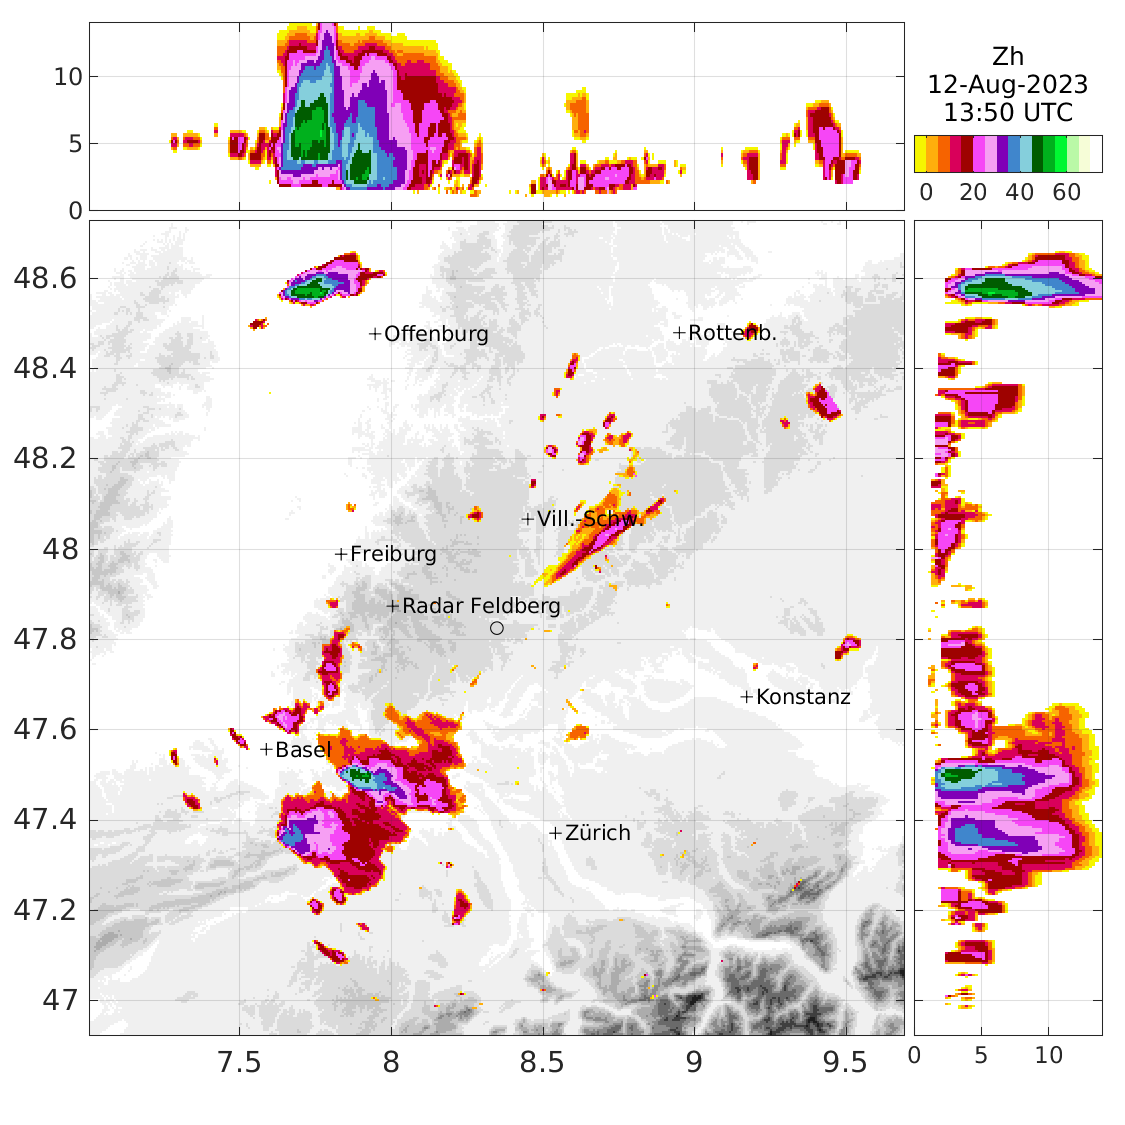 10
5
0
Zh
12-Aug-2023
13:50 UTC
0 20 40 60
48.6
48.4
48.2
48
47.8
47.6
47.4
47.2
47
+Offenburg
+Rottenb.
+Vill.-Schw.
+Freiburg
+Radar Feldberg
+Konstanz
+Basel
+Zürich
7.5 8 8.5 9 9.5
0 5 10